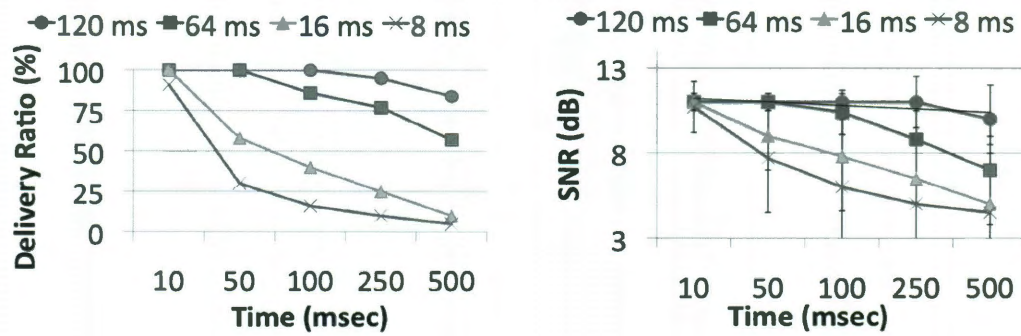 120 ms 64 ms 16 ms 8 ms
Delivery Ratio (%)
100
75
50
25
0
10 50 100 250 500
Time (msec)
120 ms 64 ms 16 ms 8 ms
SNR (dB)
13
8
3
10 50 100 250 500
Time (msec)